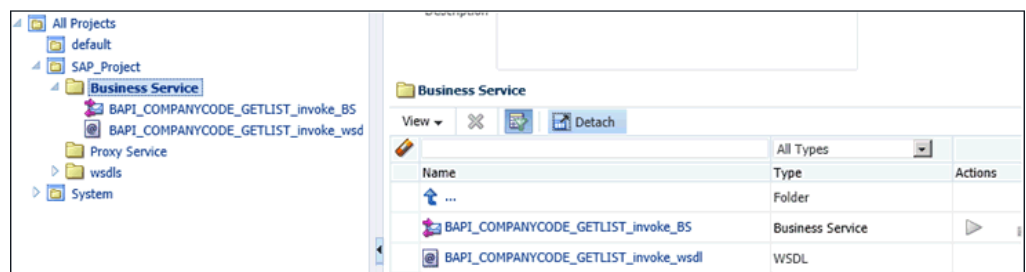 All Projects
default
SAP_Project
Business Service
BAPI_COMPANYCODE_GETLIST_invoke_BS
BAPI_COMPANYCODE_GETLIST_invoke_wsd
Proxy Service
wsdls
System
Description
Business Service
View Detach
All Types
Name Type Actions
... Folder
BAPI_COMPANYCODE_GETLIST_invoke_BS Business Service
BAPI_COMPANYCODE_GETLIST_invoke_wsdl WSDL